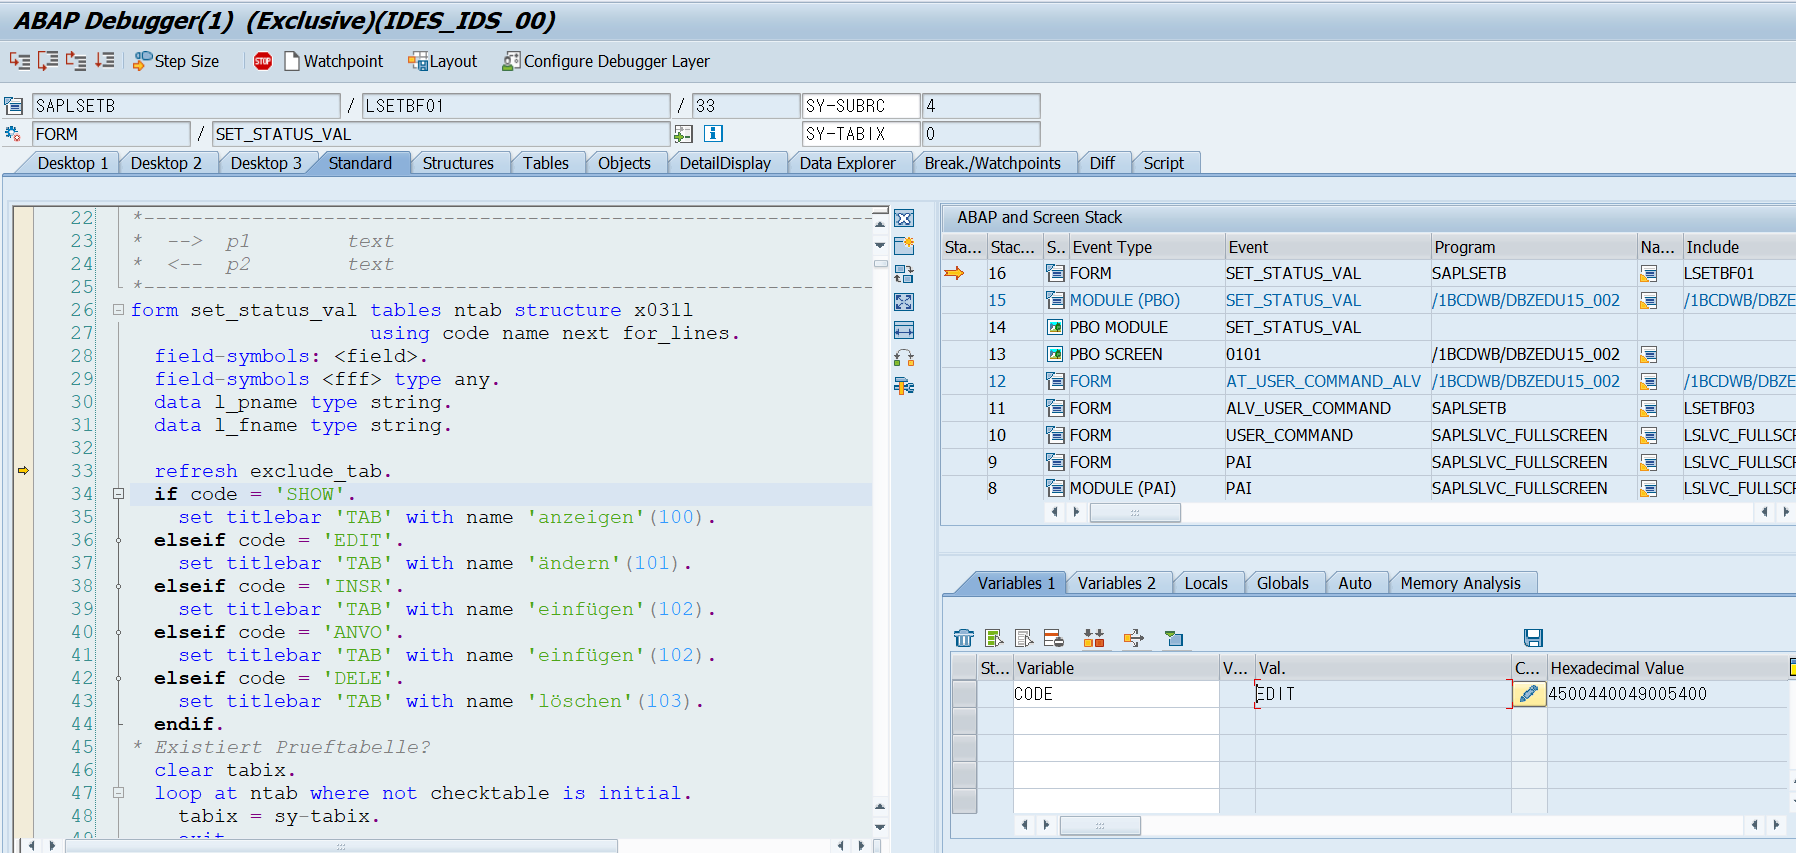 ABAP Debugger(1)  (Exclusive)(IDES_IDS_00)
Step Size STOP Watchpoint Layout Configure Debugger Layer
SAPLSETB / LSETBF01 / 33 SY-SUBRC 4
FORM / SET_STATUS_VAL SY-TABIX 0
Desktop 1 Desktop 2 Desktop 3 Standard Structures Tables Objects DetailDisplay Data Explorer Break./Watchpoints Diff Script
22 *-------------------------------------------------------------
23 *  -->  p1        text
24 *  <--  p2        text
25 *-------------------------------------------------------------
26 form set_status_val tables ntab structure x031l
27 using code name next for_lines.
28 field-symbols: <field>.
29 field-symbols <fff> type any.
30 data l_pname type string.
31 data l_fname type string.
32
33 refresh exclude_tab.
34 if code = 'SHOW'.
35 set titlebar 'TAB' with name 'anzeigen'(100).
36 elseif code = 'EDIT'.
37 set titlebar 'TAB' with name 'ändern'(101).
38 elseif code = 'INSR'.
39 set titlebar 'TAB' with name 'einfügen'(102).
40 elseif code = 'ANVO'.
41 set titlebar 'TAB' with name 'einfügen'(102).
42 elseif code = 'DELE'.
43 set titlebar 'TAB' with name 'löschen'(103).
44 endif.
45 * Existiert Prueftabelle?
46 clear tabix.
47 loop at ntab where not checktable is initial.
48 tabix = sy-tabix.
ABAP and Screen Stack
Sta... Stac... S.. Event Type Event Program Na... Include
16 FORM SET_STATUS_VAL SAPLSETB LSETBF01
15 MODULE (PBO) SET_STATUS_VAL /1BCDWB/DBZEDU15_002 /1BCDWB/DBZE
14 PBO MODULE SET_STATUS_VAL
13 PBO SCREEN 0101 /1BCDWB/DBZEDU15_002
12 FORM AT_USER_COMMAND_ALV /1BCDWB/DBZEDU15_002 /1BCDWB/DBZE
11 FORM ALV_USER_COMMAND SAPLSETB LSETBF03
10 FORM USER_COMMAND SAPLSLVC_FULLSCREEN LSLVC_FULLSCF
9 FORM PAI SAPLSLVC_FULLSCREEN LSLVC_FULLSCF
8 MODULE (PAI) PAI SAPLSLVC_FULLSCREEN LSLVC_FULLSCF
Variables 1 Variables 2 Locals Globals Auto Memory Analysis
St... Variable V... Val. C... Hexadecimal Value
CODE EDIT 4500440049005400